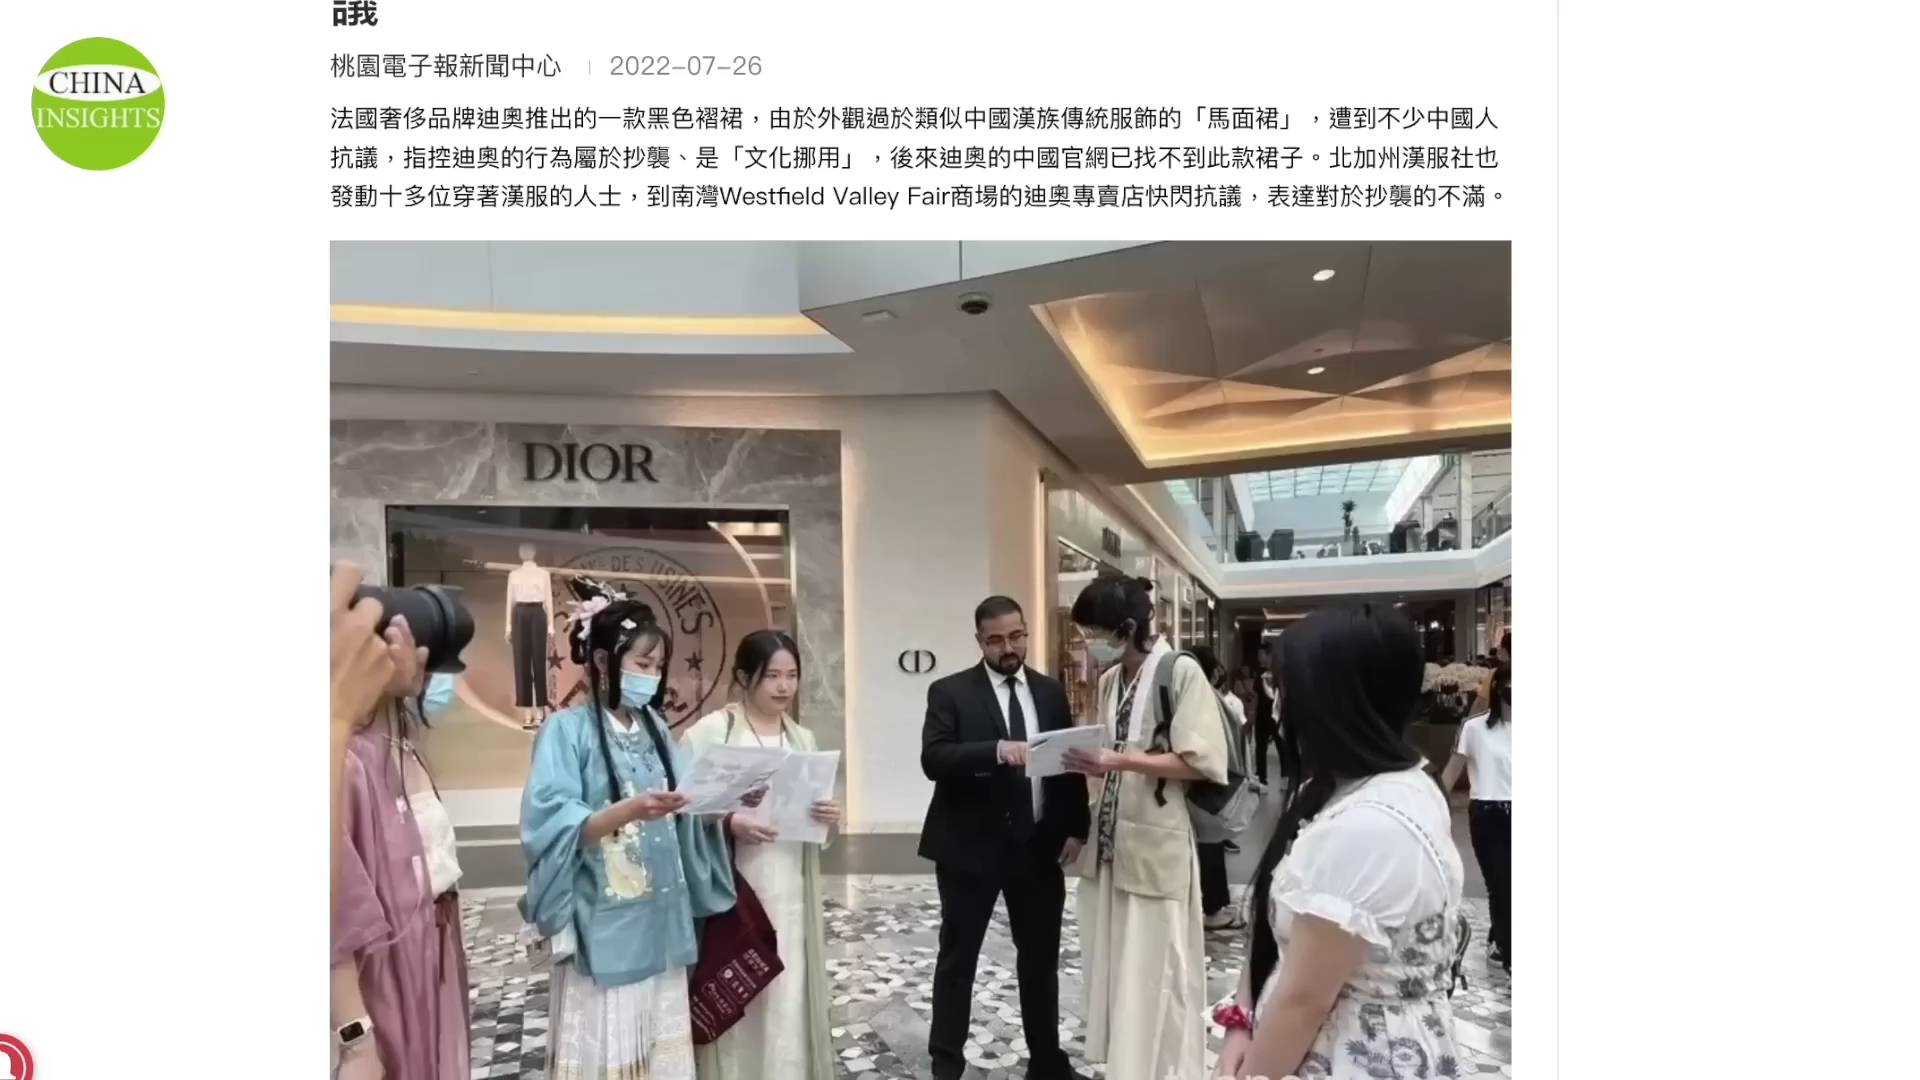 議
CHINA
INSIGHTS
桃園電子報新聞中心 | 2022-07-26
法國奢侈品牌迪奧推出的一款黑色褶裙，由於外觀過於類似中國漢族傳統服飾的「馬面裙」，遭到不少中國人
抗議，指控迪奧的行為屬於抄襲、是「文化挪用」，後來迪奧的中國官網已找不到此款裙子。北加州漢服社也
發動十多位穿著漢服的人士，到南灣Westfield Valley Fair商場的迪奧專賣店快閃抗議，表達對於抄襲的不滿。
DIOR
DES USINES
CD